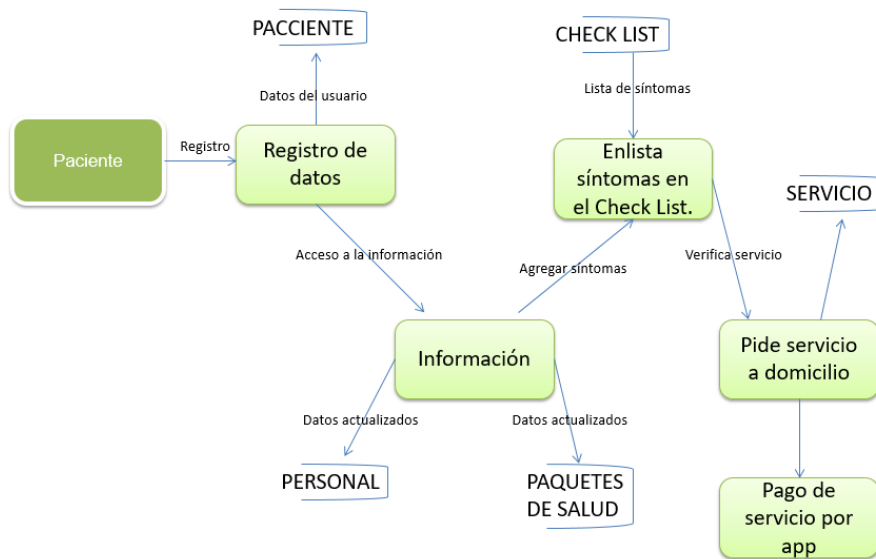 PACCIENTE
CHECK LIST
Datos del usuario
Lista de síntomas
Paciente
Registro
Registro de
datos
Enlista
síntomas en
el Check List.
SERVICIO
Acceso a la información
Agregar síntomas
Verifica servicio
Información
Pide servicio
a domicilio
Datos actualizados
Datos actualizados
PERSONAL
PAQUETES
DE SALUD
Pago de
servicio por
app